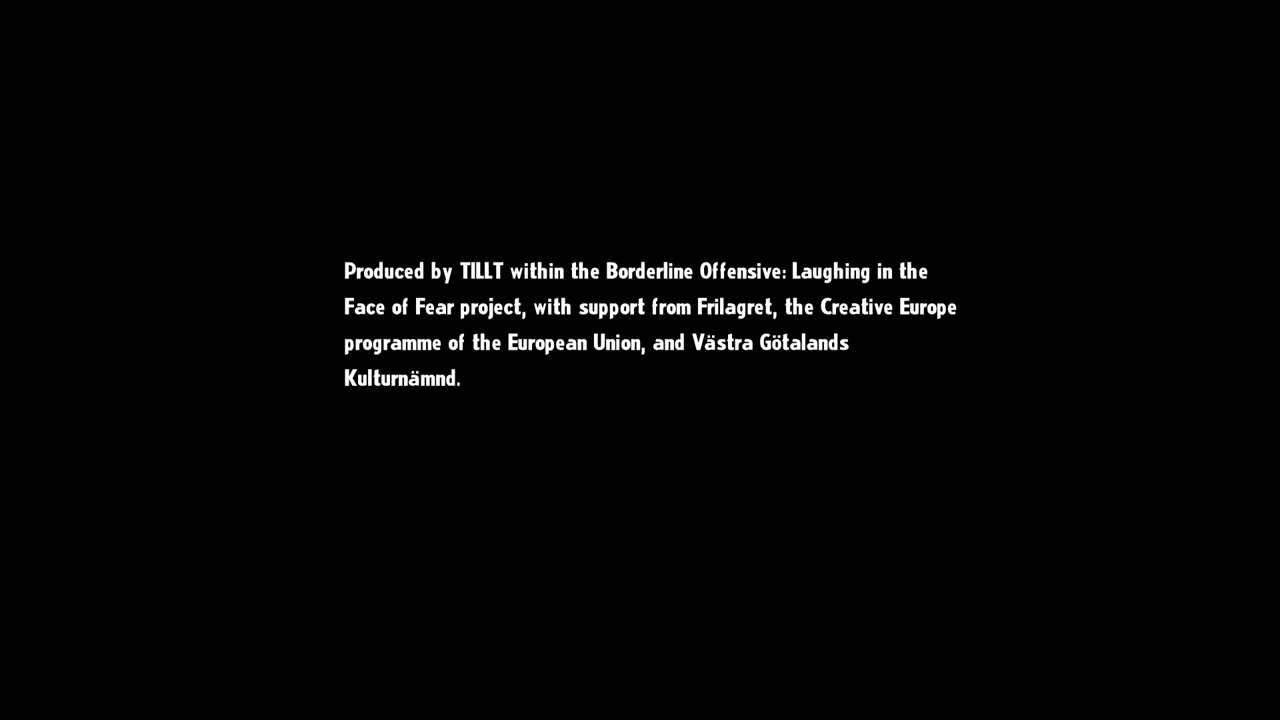 Produced by TILLT within the Borderline Offensive: Laughing in the
Face of Fear project, with support from Frilagret, the Creative Europe
programme of the European Union, and Västra Götalands
Kulturnämnd.